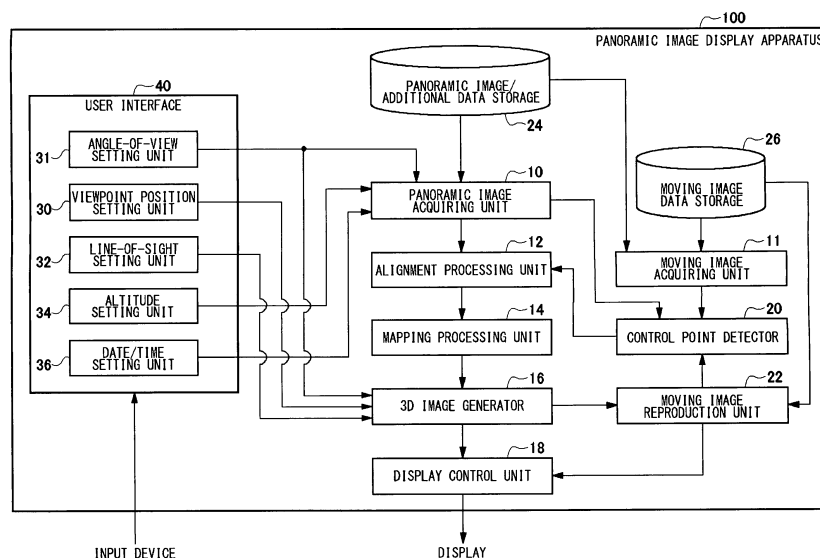 100
PANORAMIC IMAGE DISPLAY APPARATUS
40
USER INTERFACE
31
ANGLE-OF-VIEW
SETTING UNIT
30
VIEWPOINT POSITION
SETTING UNIT
32
LINE-OF-SIGHT
SETTING UNIT
34
ALTITUDE
SETTING UNIT
36
DATE/TIME
SETTING UNIT
PANORAMIC IMAGE/
ADDITIONAL DATA STORAGE
24
10
PANORAMIC IMAGE
ACQUIRING UNIT
12
ALIGNMENT PROCESSING UNIT
14
MAPPING PROCESSING UNIT
16
3D IMAGE GENERATOR
18
DISPLAY CONTROL UNIT
26
MOVING IMAGE
DATA STORAGE
11
MOVING IMAGE
ACQUIRING UNIT
20
CONTROL POINT DETECTOR
22
MOVING IMAGE
REPRODUCTION UNIT
INPUT DEVICE
DISPLAY